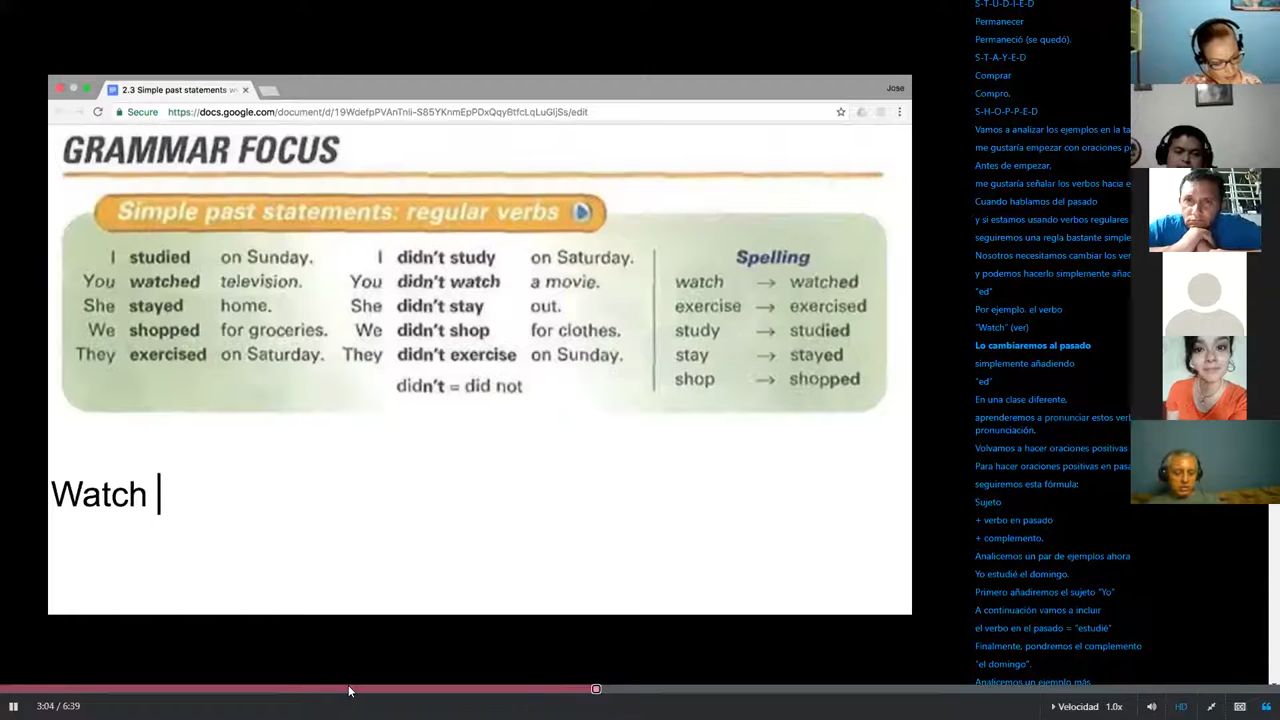 2.3 Simple past statements w
Jose
Secure https://docs.google.com/document/d/19WdefpPVAnTnIi-S85YKnmEpPDxQqyBtfcLqLuGljSs/edit
GRAMMAR FOCUS
Simple past statements: regular verbs
I studied on Sunday. I didn't study on Saturday. Spelling
You watched television. You didn't watch a movie. watch → watched
She stayed home. She didn't stay out. exercise → exercised
We shopped for groceries. We didn't shop for clothes. study → studied
They exercised on Saturday. They didn't exercise on Sunday. stay → stayed
didn't = did not shop → shopped
Watch
S-T-U-D-I-E-D
Permanecer
Permaneció (se quedó).
S-T-A-Y-E-D
Comprar
Compro.
S-H-O-P-P-E-D
Vamos a analizar los ejemplos en la ta
me gustaría empezar con oraciones p
Antes de empezar,
me gustaría señalar los verbos hacia e
Cuando hablamos del pasado
y si estamos usando verbos regulares
seguiremos una regla bastante simple
Nosotros necesitamos cambiar los ver
y podemos hacerlo simplemente añad
"ed"
Por ejemplo. el verbo
"Watch" (ver)
Lo cambiaremos al pasado
simplemente añadiendo
"ed"
En una clase diferente,
aprenderemos a pronunciar estos verl
pronunciación.
Volvamos a hacer oraciones positivas
Para hacer oraciones positivas en pasa
seguiremos esta fórmula:
Sujeto
+ verbo en pasado
+ complemento.
Analicemos un par de ejemplos ahora
Yo estudié el domingo.
Primero añadiremos el sujeto "Yo"
A continuación vamos a incluir
el verbo en el pasado = "estudié"
Finalmente, pondremos el complemento
"el domingo".
Analicemos un ejemplo más
3:04 / 6:39
Velocidad 1.0x
HD